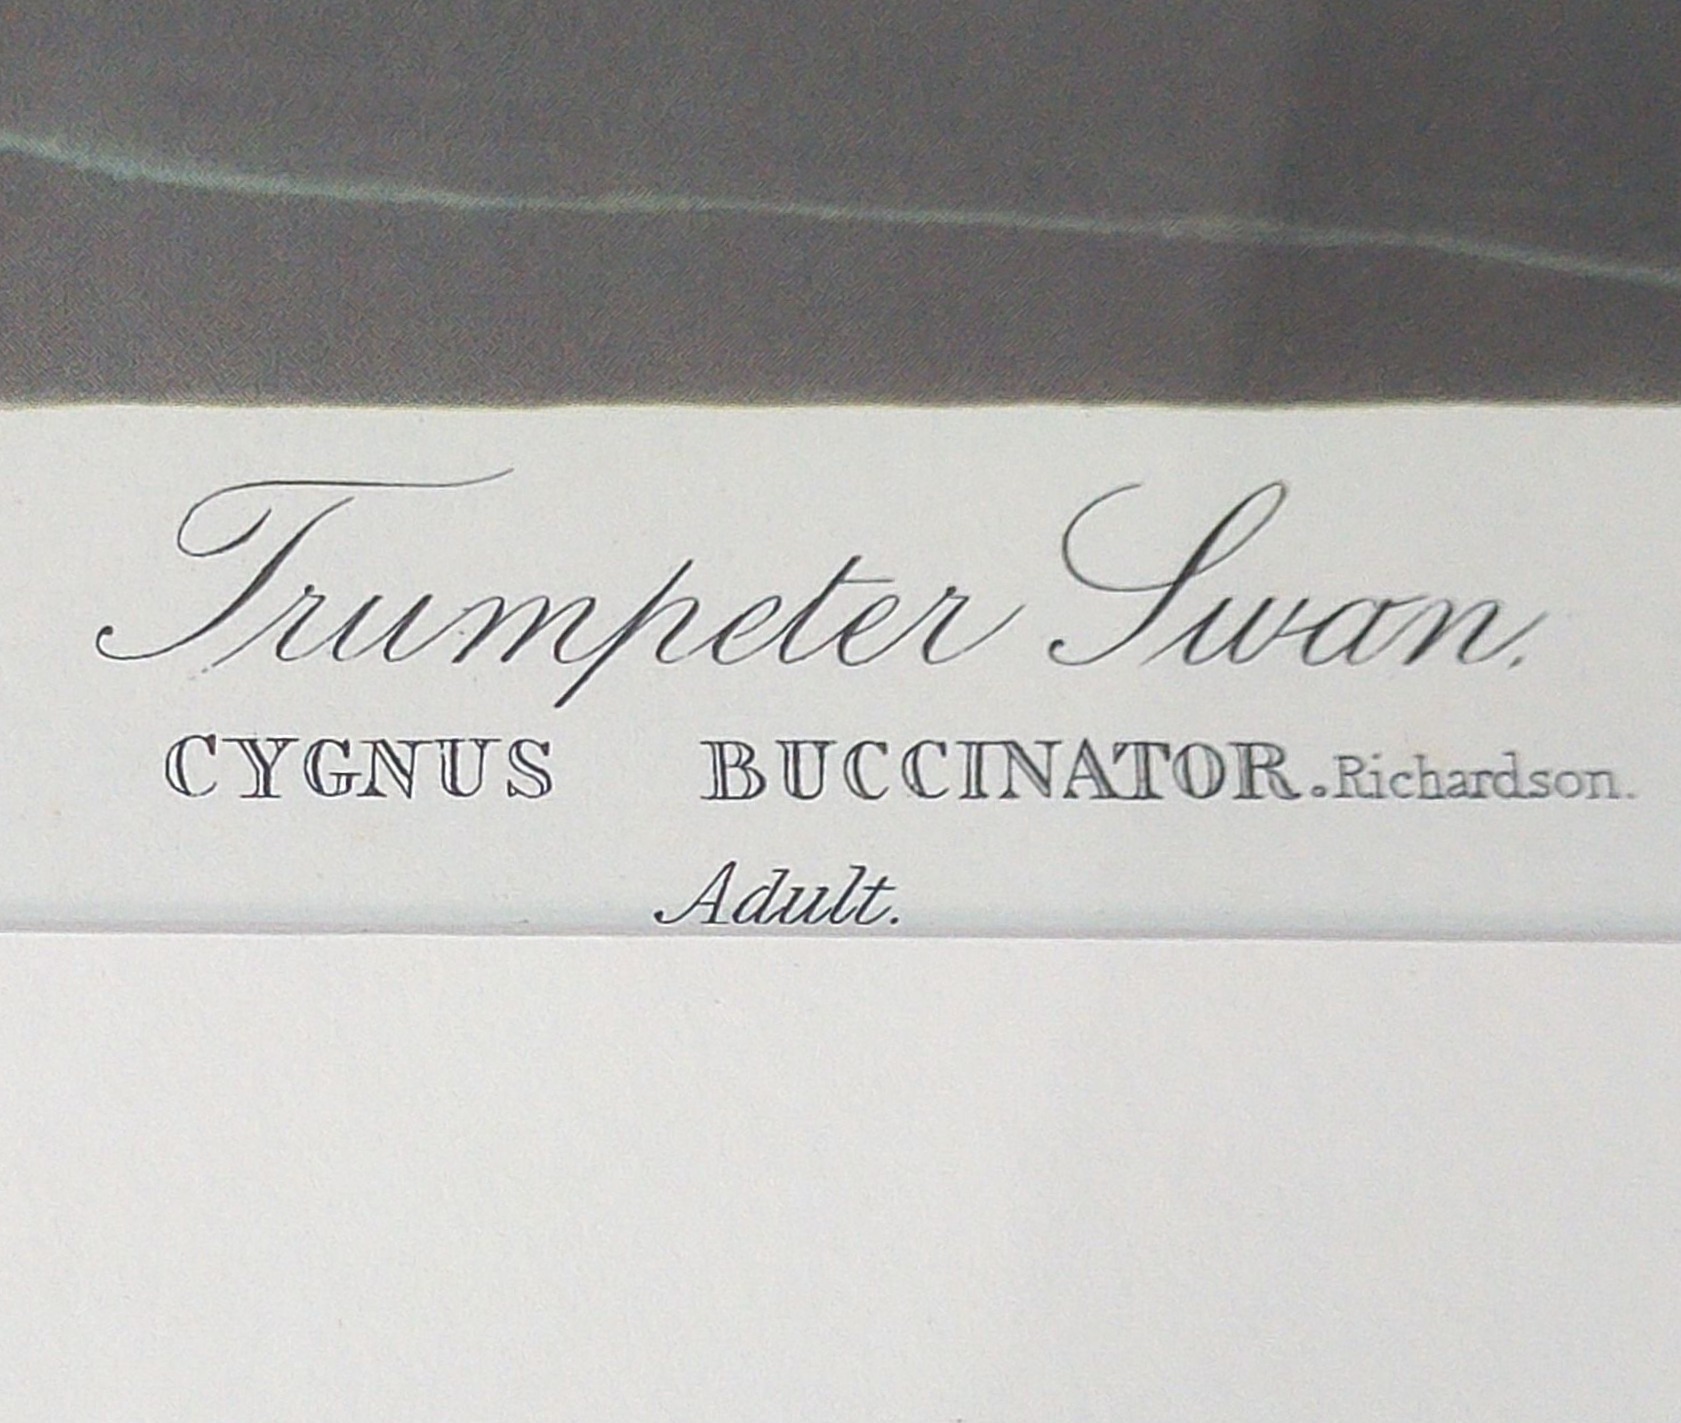 Trumpeter Swan.
CYGNUS BUCCINATOR. Richardson.
Adult.